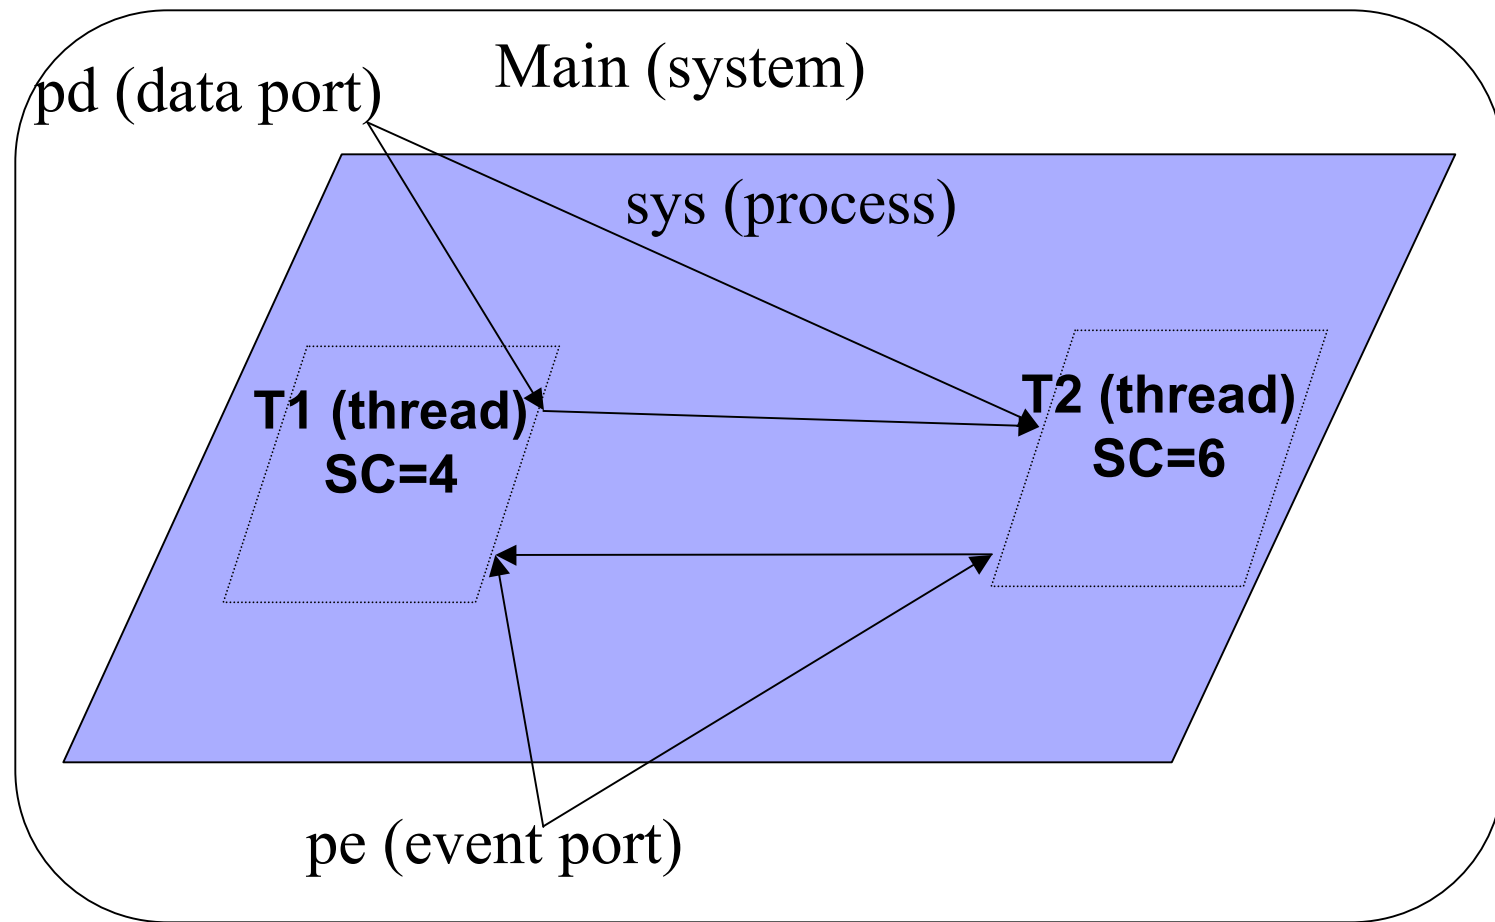 Main (system)
pd (data port)
sys (process)
T1 (thread)
SC=4
T2 (thread)
SC=6
pe (event port)